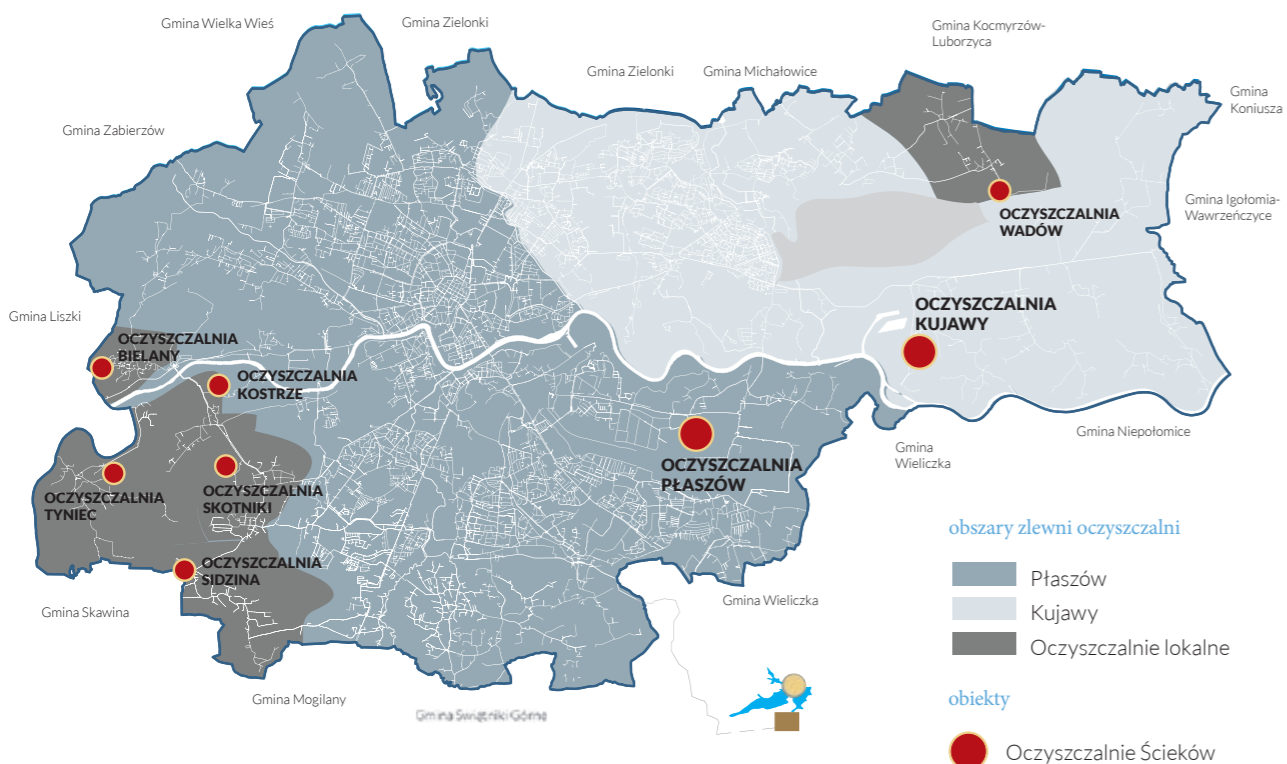 Gmina Wielka Wieś
Gmina Zielonki
Gmina Kocmyrzów-
Luborzyca
Gmina Zielonki
Gmina Michałowice
Gmina
Koniusza
Gmina Zabierzów
Gmina Igołomia-
Wawrzeńczyce
OCZYSZCZALNIA
WADÓW
OCZYSZCZALNIA
KUJAWY
Gmina Liszki
OCZYSZCZALNIA
BIELANY
OCZYSZCZALNIA
KOSTRZE
Gmina Niepołomice
Gmina
Wieliczka
OCZYSZCZALNIA
PŁASZÓW
OCZYSZCZALNIA
TYNIEC
OCZYSZCZALNIA
SKOTNIKI
OCZYSZCZALNIA
SIDZINA
Gmina Skawina
Gmina Wieliczka
Gmina Mogilany
Gmina Świątniki Górne
obszary zlewni oczyszczalni
Płaszów
Kujawy
Oczyszczalnie lokalne
obiekty
Oczyszczalnie Ścieków